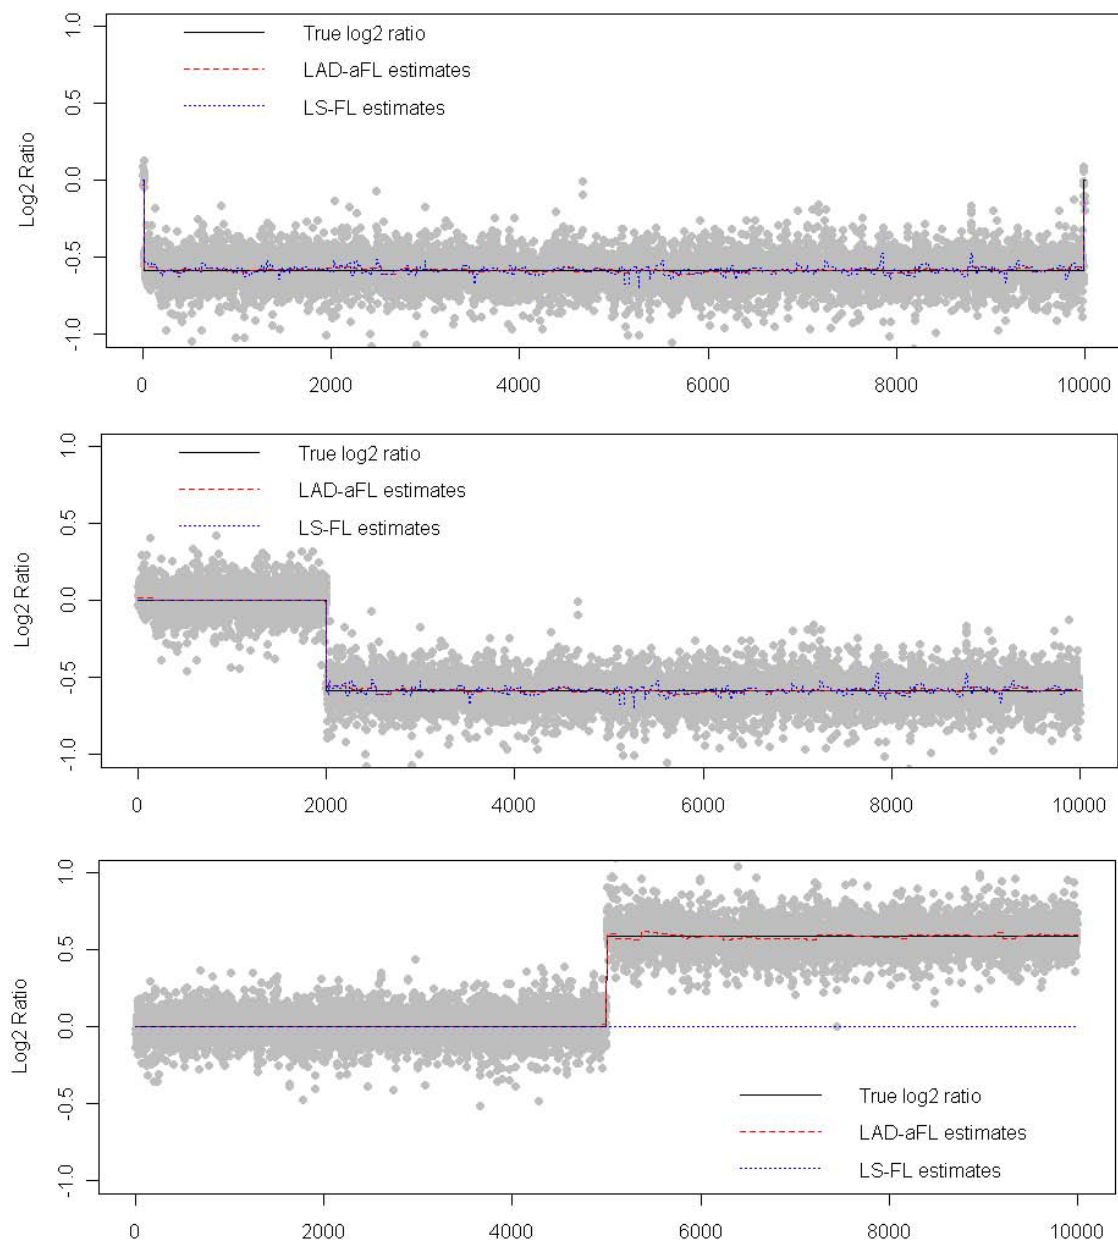 1.0
True log2 ratio
LAD-aFL estimates
0.5
LS-FL estimates
Log2 Ratio
0.0
-0.5
-1.0
0 2000 4000 6000 8000 10000
1.0
True log2 ratio
LAD-aFL estimates
0.5
LS-FL estimates
Log2 Ratio
0.0
-0.5
-1.0
0 2000 4000 6000 8000 10000
1.0
0.5
Log2 Ratio
0.0
-0.5
True log2 ratio
LAD-aFL estimates
LS-FL estimates
-1.0
0 2000 4000 6000 8000 10000